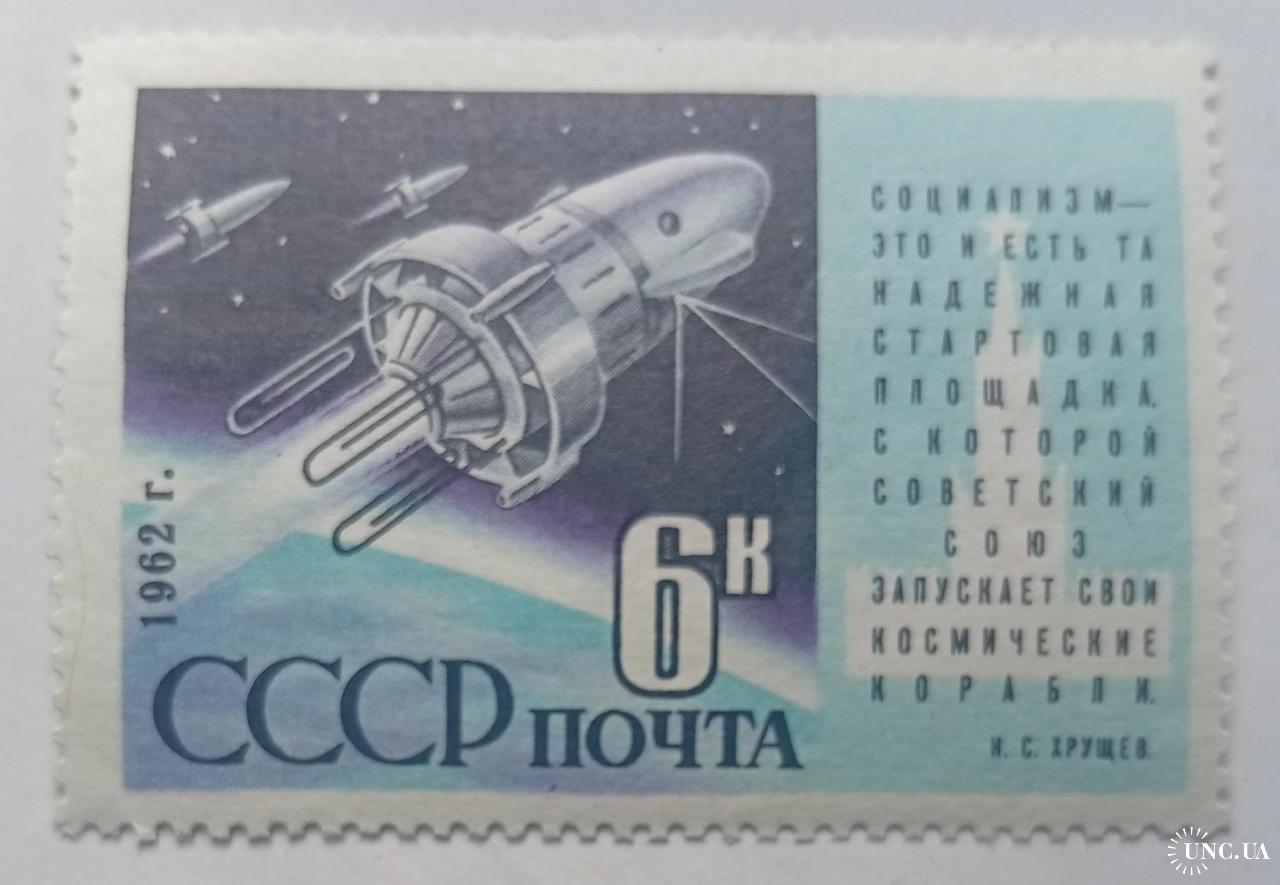 1962 г.
СССР ПОЧТА
6к
СОЦИАЛИЗМ—
ЭТО И ЕСТЬ ТА
НАДЕЖНАЯ
СТАРТОВАЯ
ПЛОЩАДКА,
С КОТОРОЙ
СОВЕТСКИЙ
СОЮЗ
ЗАПУСКАЕТ СВОИ
КОСМИЧЕСКИЕ
КОРАБЛИ.
Н. С. ХРУЩЕВ.
UNC.UA